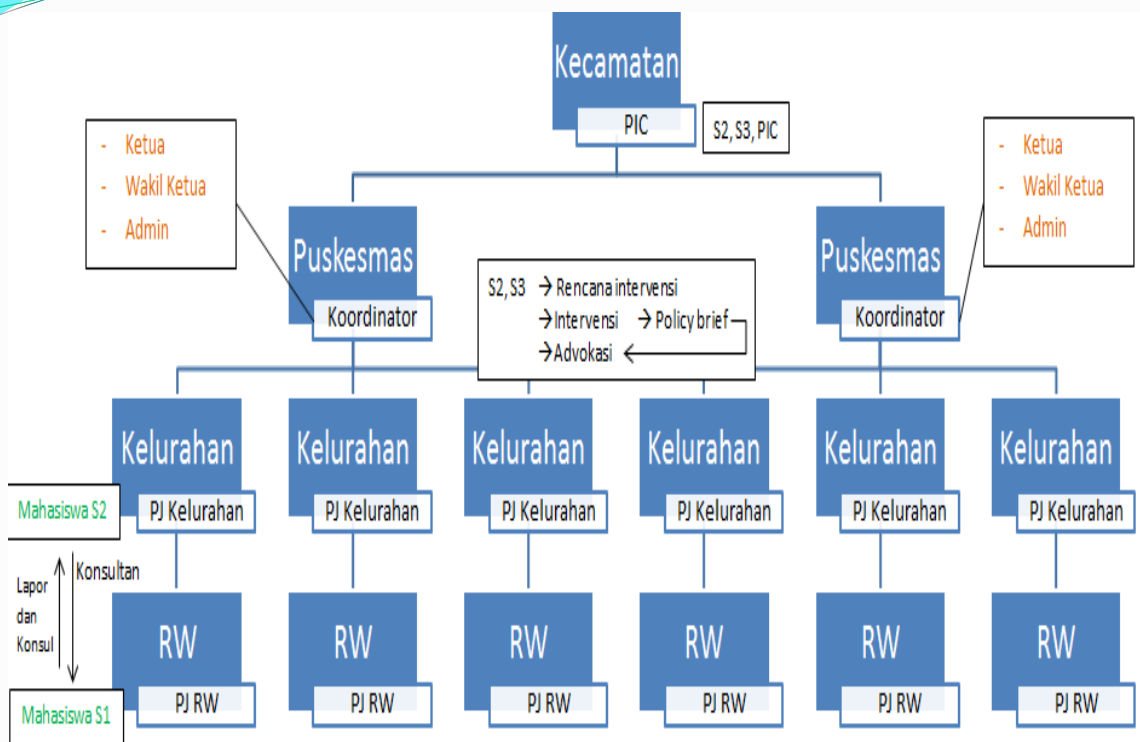 Kecamatan
PIC
S2, S3, PIC
- Ketua
- Wakil Ketua
- Admin
- Ketua
- Wakil Ketua
- Admin
Puskesmas
Koordinator
Puskesmas
Koordinator
S2, S3 → Rencana intervensi
→ Intervensi → Policy brief
→ Advokasi
Kelurahan
PJ Kelurahan
Kelurahan
PJ Kelurahan
Kelurahan
PJ Kelurahan
Kelurahan
PJ Kelurahan
Kelurahan
PJ Kelurahan
Kelurahan
PJ Kelurahan
Mahasiswa S2
Konsultan
Lapor
dan
Konsul
Mahasiswa S1
RW
PJ RW
RW
PJ RW
RW
PJ RW
RW
PJ RW
RW
PJ RW
RW
PJ RW